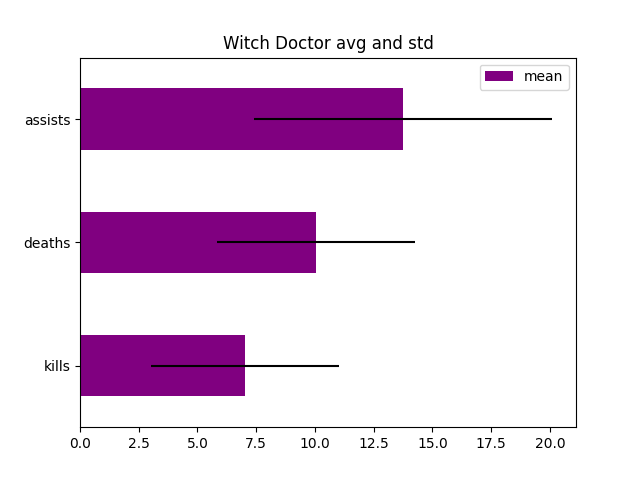 Witch Doctor avg and std
mean
assists
deaths
kills
0.0 2.5 5.0 7.5 10.0 12.5 15.0 17.5 20.0